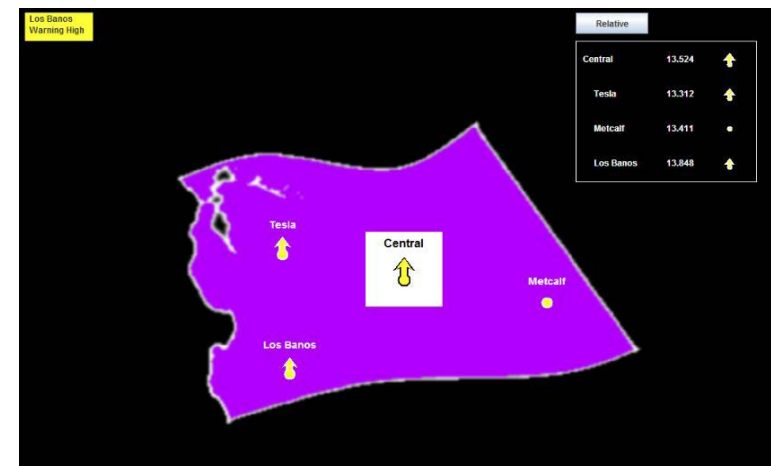 Los Banos
Warning High
Relative
Central 13.524
Tesla 13.312
Metcalf 13.411
Los Banos 13.848
Tesla
Central
Metcalf
Los Banos